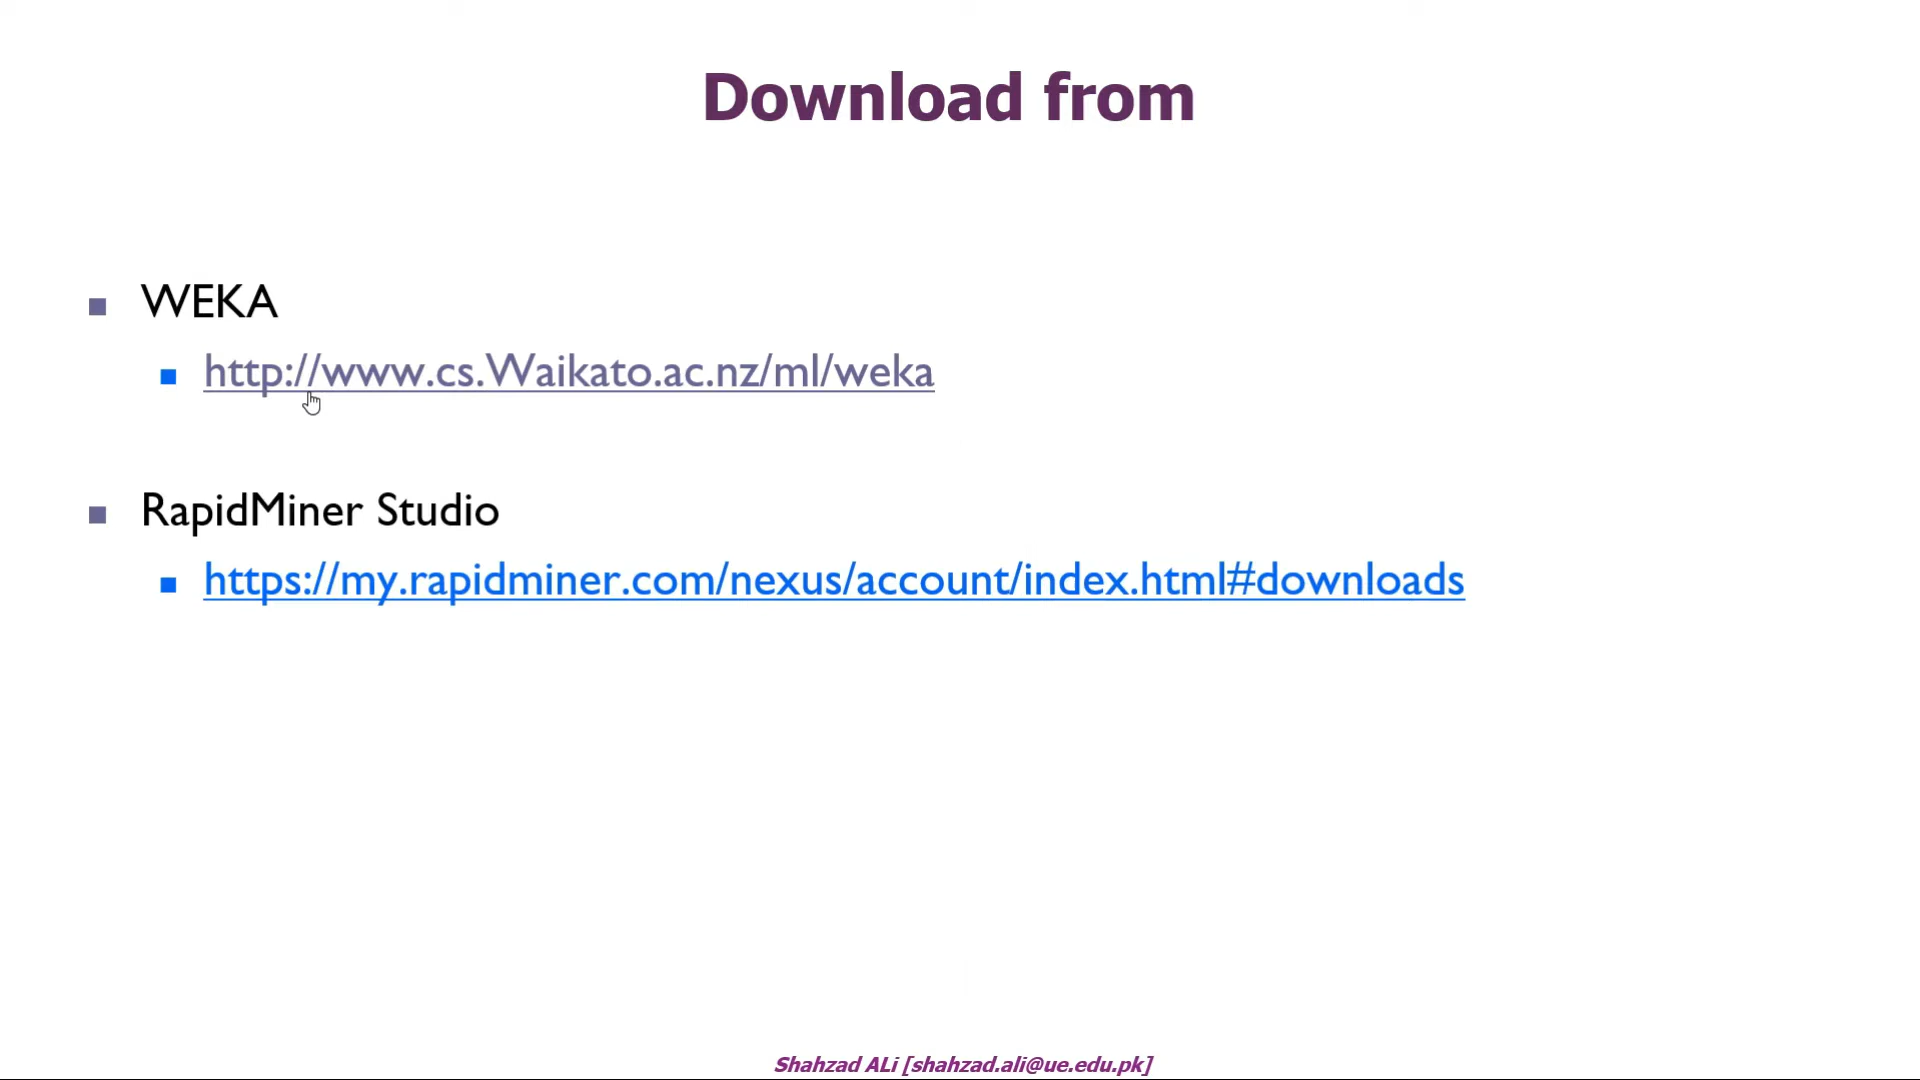 Download from
WEKA
http://www.cs.Waikato.ac.nz/ml/weka
RapidMiner Studio
https://my.rapidminer.com/nexus/account/index.html#downloads
Shahzad ALi [shahzad.ali@ue.edu.pk]